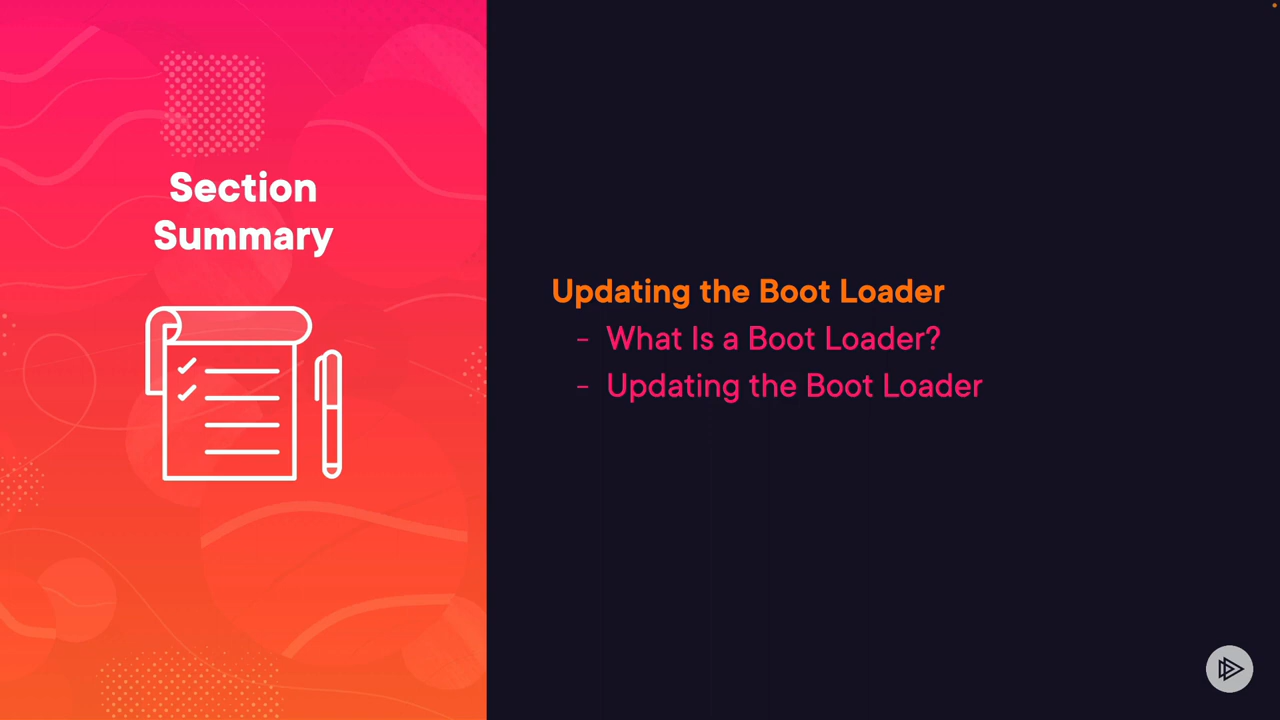 Section
Summary
Updating the Boot Loader
- What Is a Boot Loader?
- Updating the Boot Loader